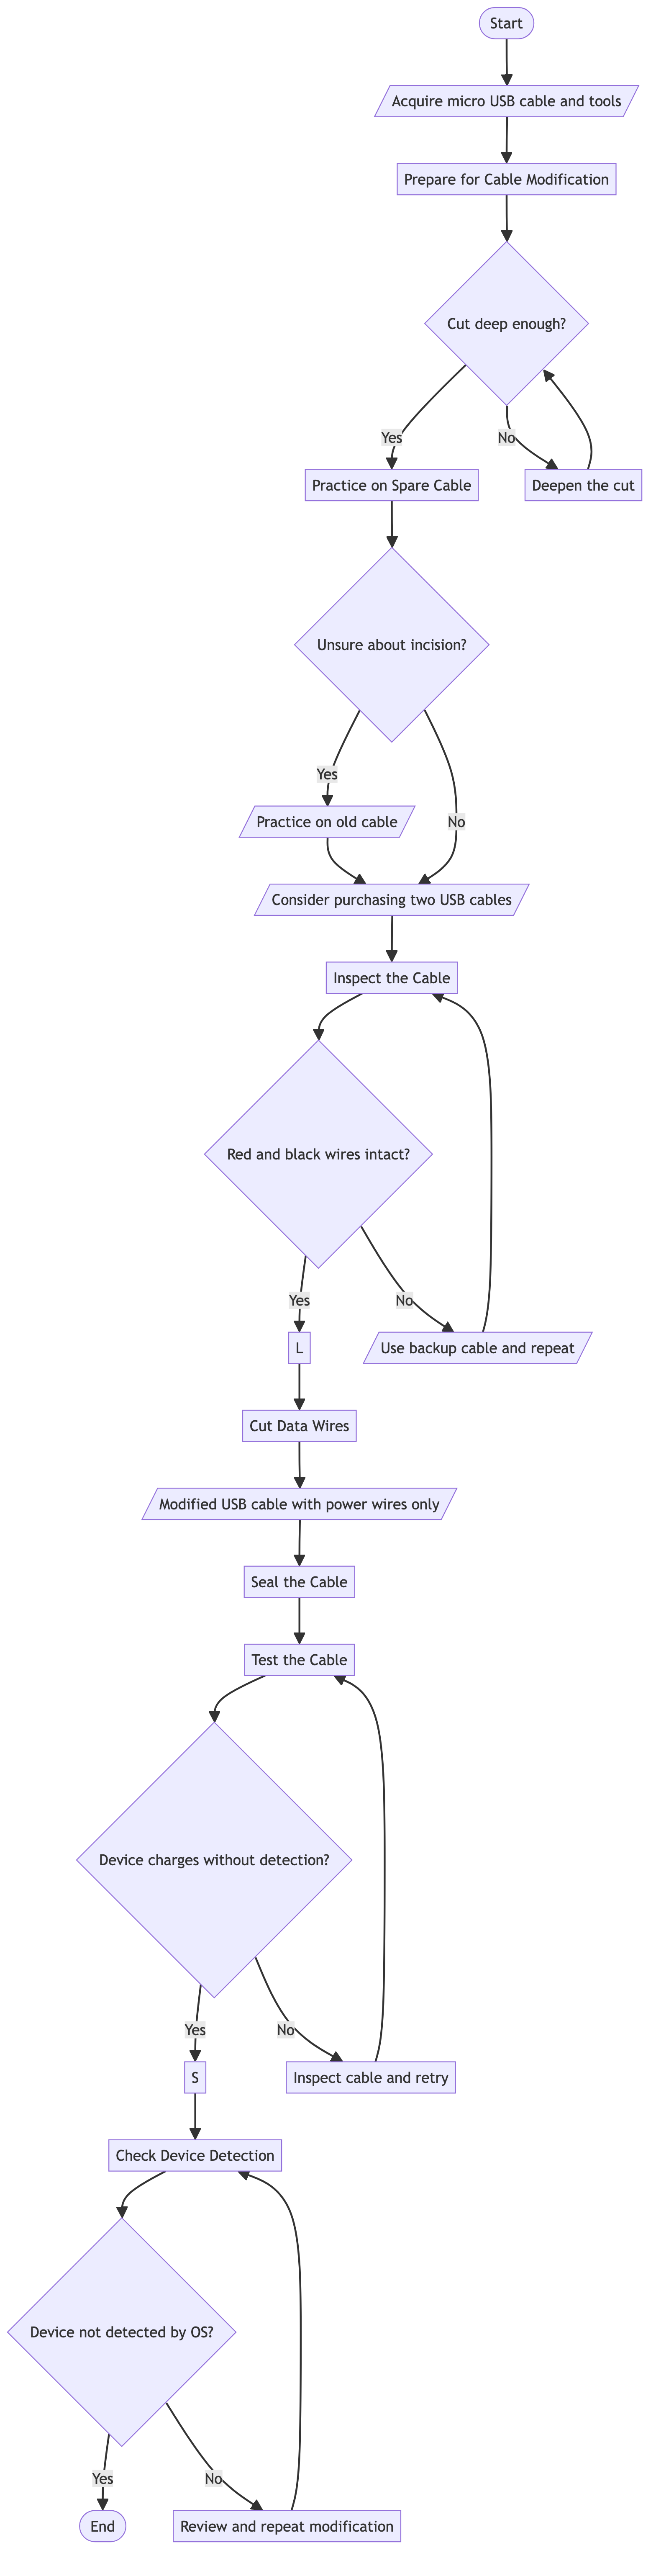 Start
Acquire micro USB cable and tools
Prepare for Cable Modification
Cut deep enough?
Yes
No
Practice on Spare Cable
Deepen the cut
Unsure about incision?
Yes
No
Practice on old cable
Consider purchasing two USB cables
Inspect the Cable
Red and black wires intact?
Yes
No
L
Use backup cable and repeat
Cut Data Wires
Modified USB cable with power wires only
Seal the Cable
Test the Cable
Device charges without detection?
Yes
No
S
Inspect cable and retry
Check Device Detection
Device not detected by OS?
Yes
No
End
Review and repeat modification